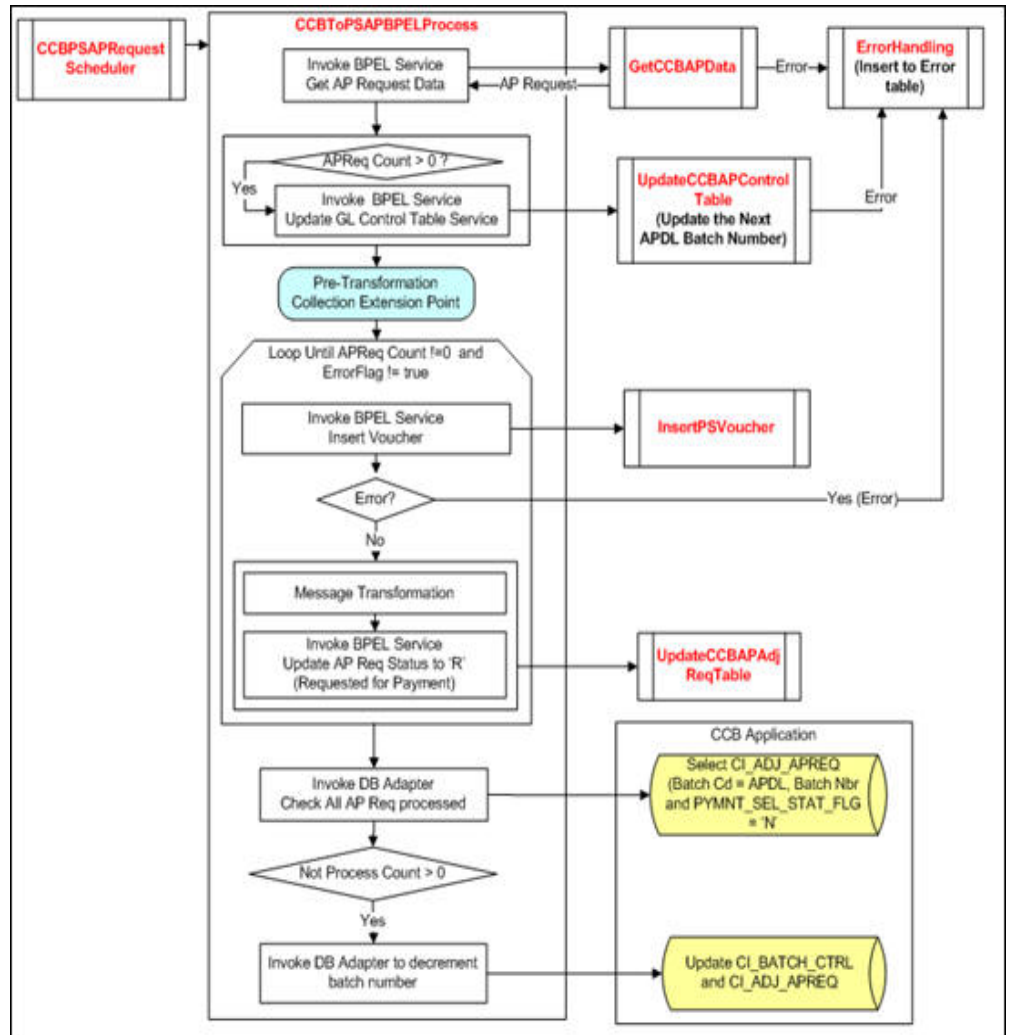 CCBToPSAPBPELProcess
CCBPSAPRequest
Scheduler
Invoke BPEL Service
Get AP Request Data
AP Request
GetCCBAPData
Error
ErrorHandling
(Insert to Error
table)
APReq Count > 0 ?
Yes
Invoke BPEL Service
Update GL Control Table Service
UpdateCCBAPControl
Table
(Update the Next
APDL Batch Number)
Error
Pre-Transformation
Collection Extension Point
Loop Until APReq Count !=0 and
ErrorFlag != true
Invoke BPEL Service
Insert Voucher
InsertPSVoucher
Error?
Yes (Error)
No
Message Transformation
Invoke BPEL Service
Update AP Req Status to 'R'
(Requested for Payment)
UpdateCCBAPAdj
ReqTable
CCB Application
Invoke DB Adapter
Check All AP Req processed
Select CI_ADJ_APREQ
(Batch Cd = APDL, Batch Nbr
and PYMNT_SEL_STAT_FLG
= 'N'
Not Process Count > 0
Yes
Invoke DB Adapter to decrement
batch number
Update CI_BATCH_CTRL
and CI_ADJ_APREQ